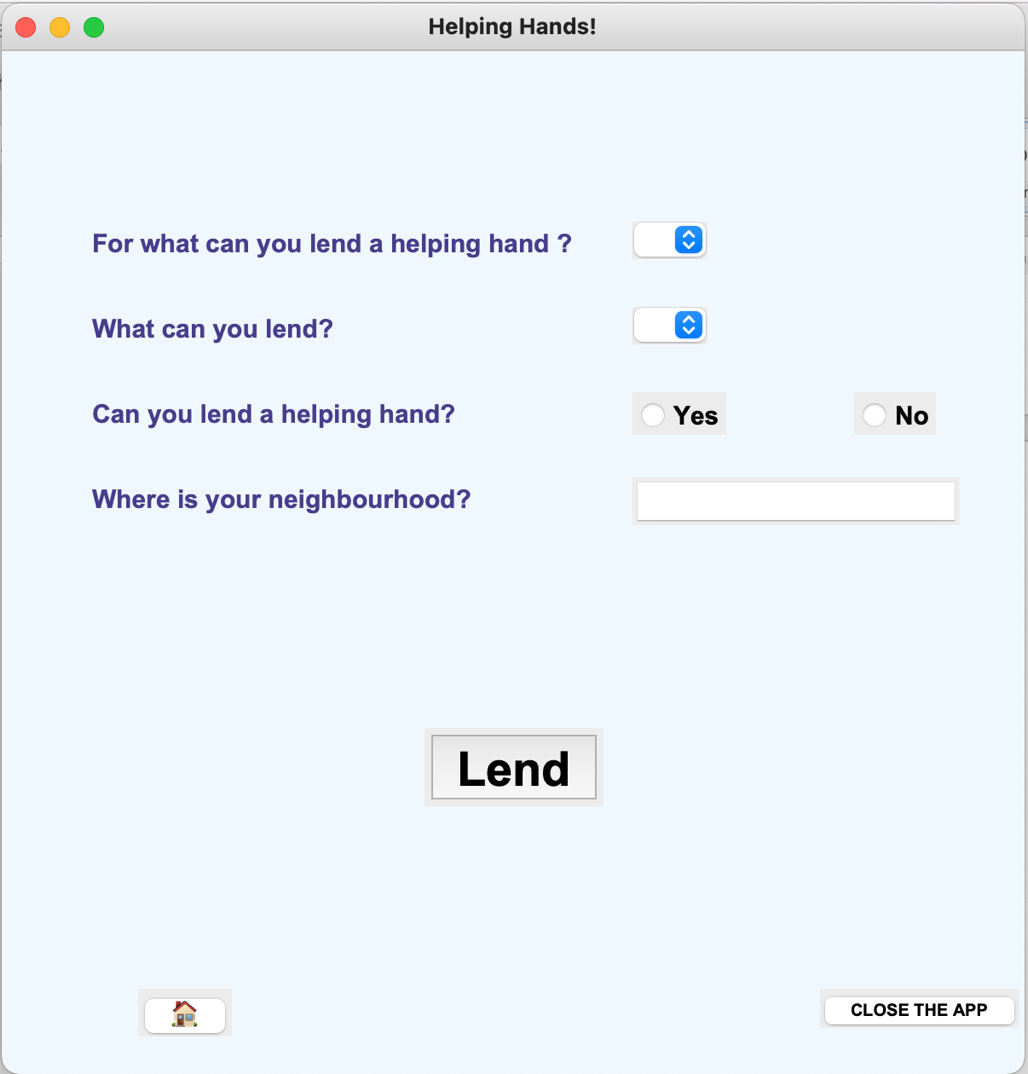 Helping Hands!
For what can you lend a helping hand ?
What can you lend?
Can you lend a helping hand?
Yes
No
Where is your neighbourhood?
Lend
CLOSE THE APP